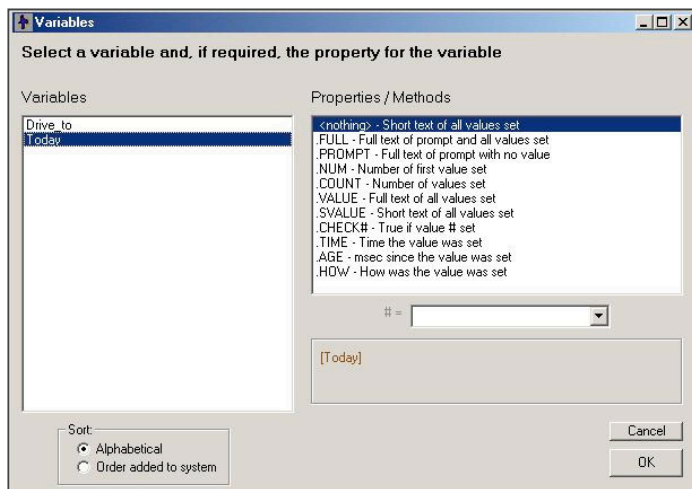 Variables
Select a variable and, if required, the property for the variable
Variables
Drive_to
Today
Properties / Methods
<nothing> - Short text of all values set
.FULL - Full text of prompt and all values set
.PROMPT - Full text of prompt with no value
.NUM - Number of first value set
.COUNT - Number of values set
.VALUE - Full text of all values set
.SVALUE - Short text of all values set
.CHECK# - True if value # set
.TIME - Time the value was set
.AGE - msec since the value was set
.HOW - How was the value was set
# =
[Today]
Sort:
Alphabetical
Order added to system
Cancel
OK